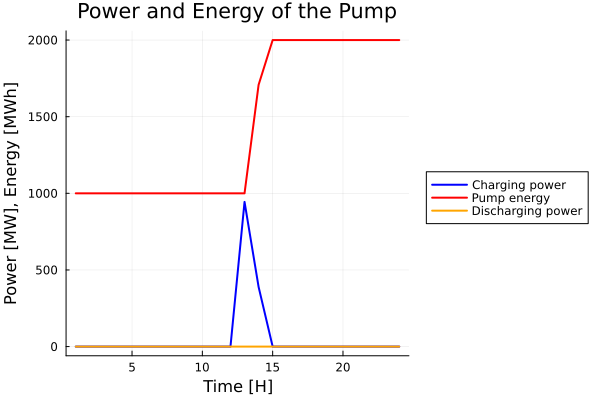 Power and Energy of the Pump
Power [MW], Energy [MWh]
2000
1500
1000
500
0
5 10 15 20
Time [H]
Charging power
Pump energy
Discharging power